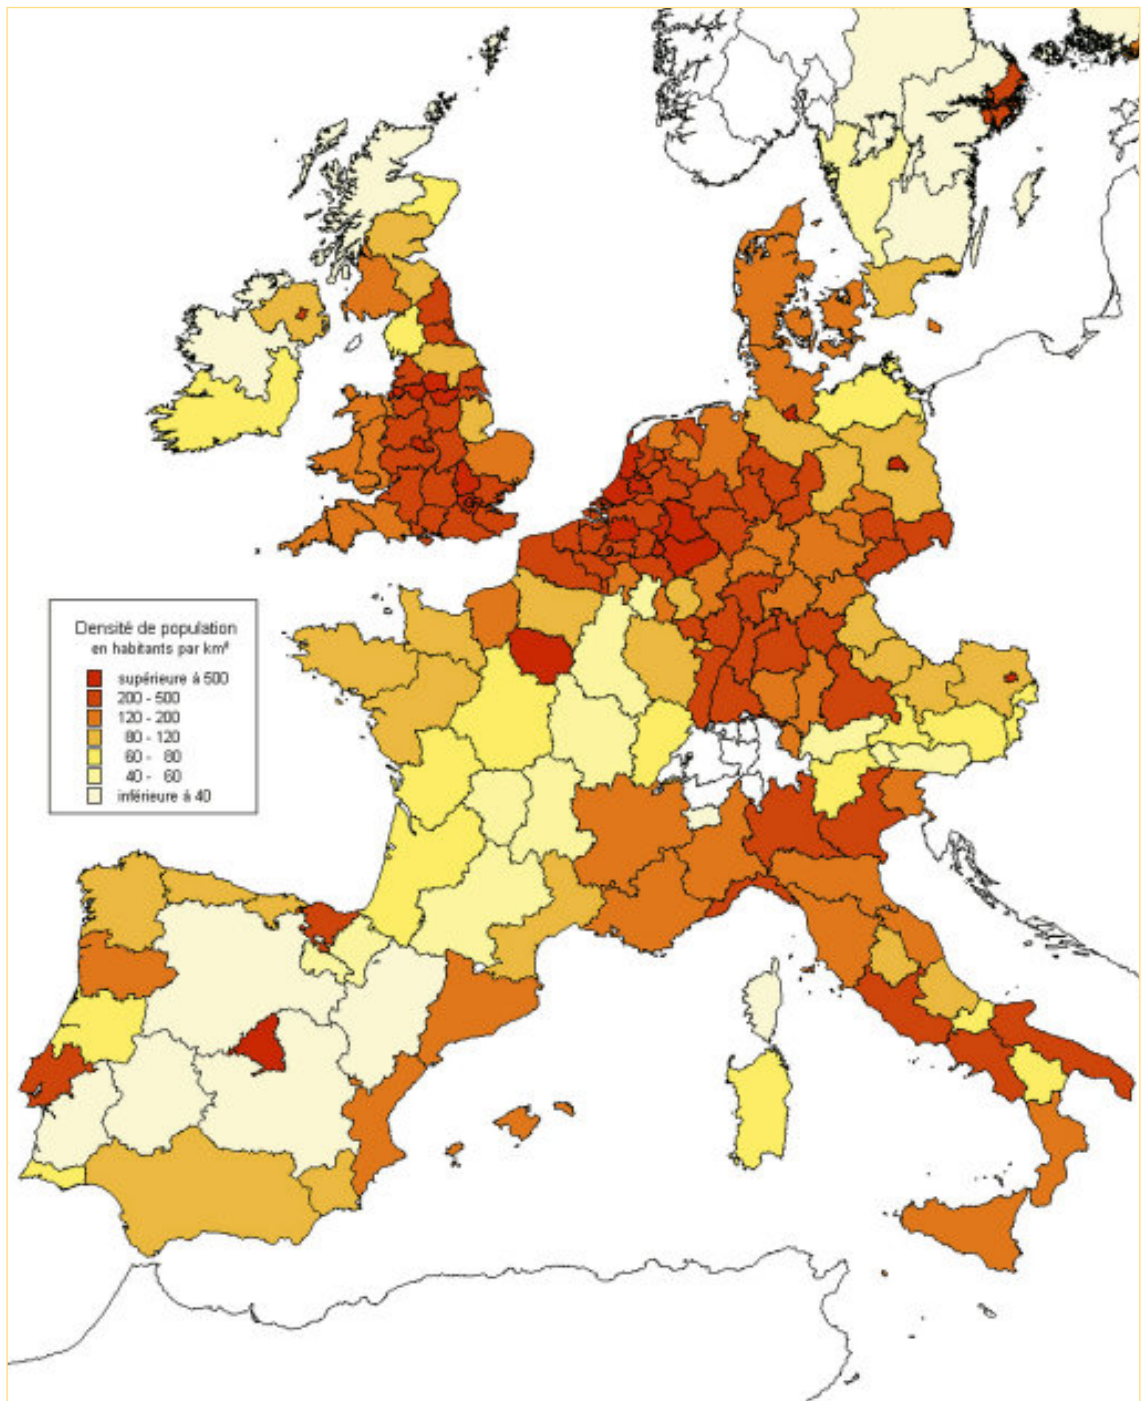 Densité de population
en habitants par km²
supérieure à 500
200 - 500
120 - 200
80 - 120
60 - 80
40 - 60
inférieure à 40